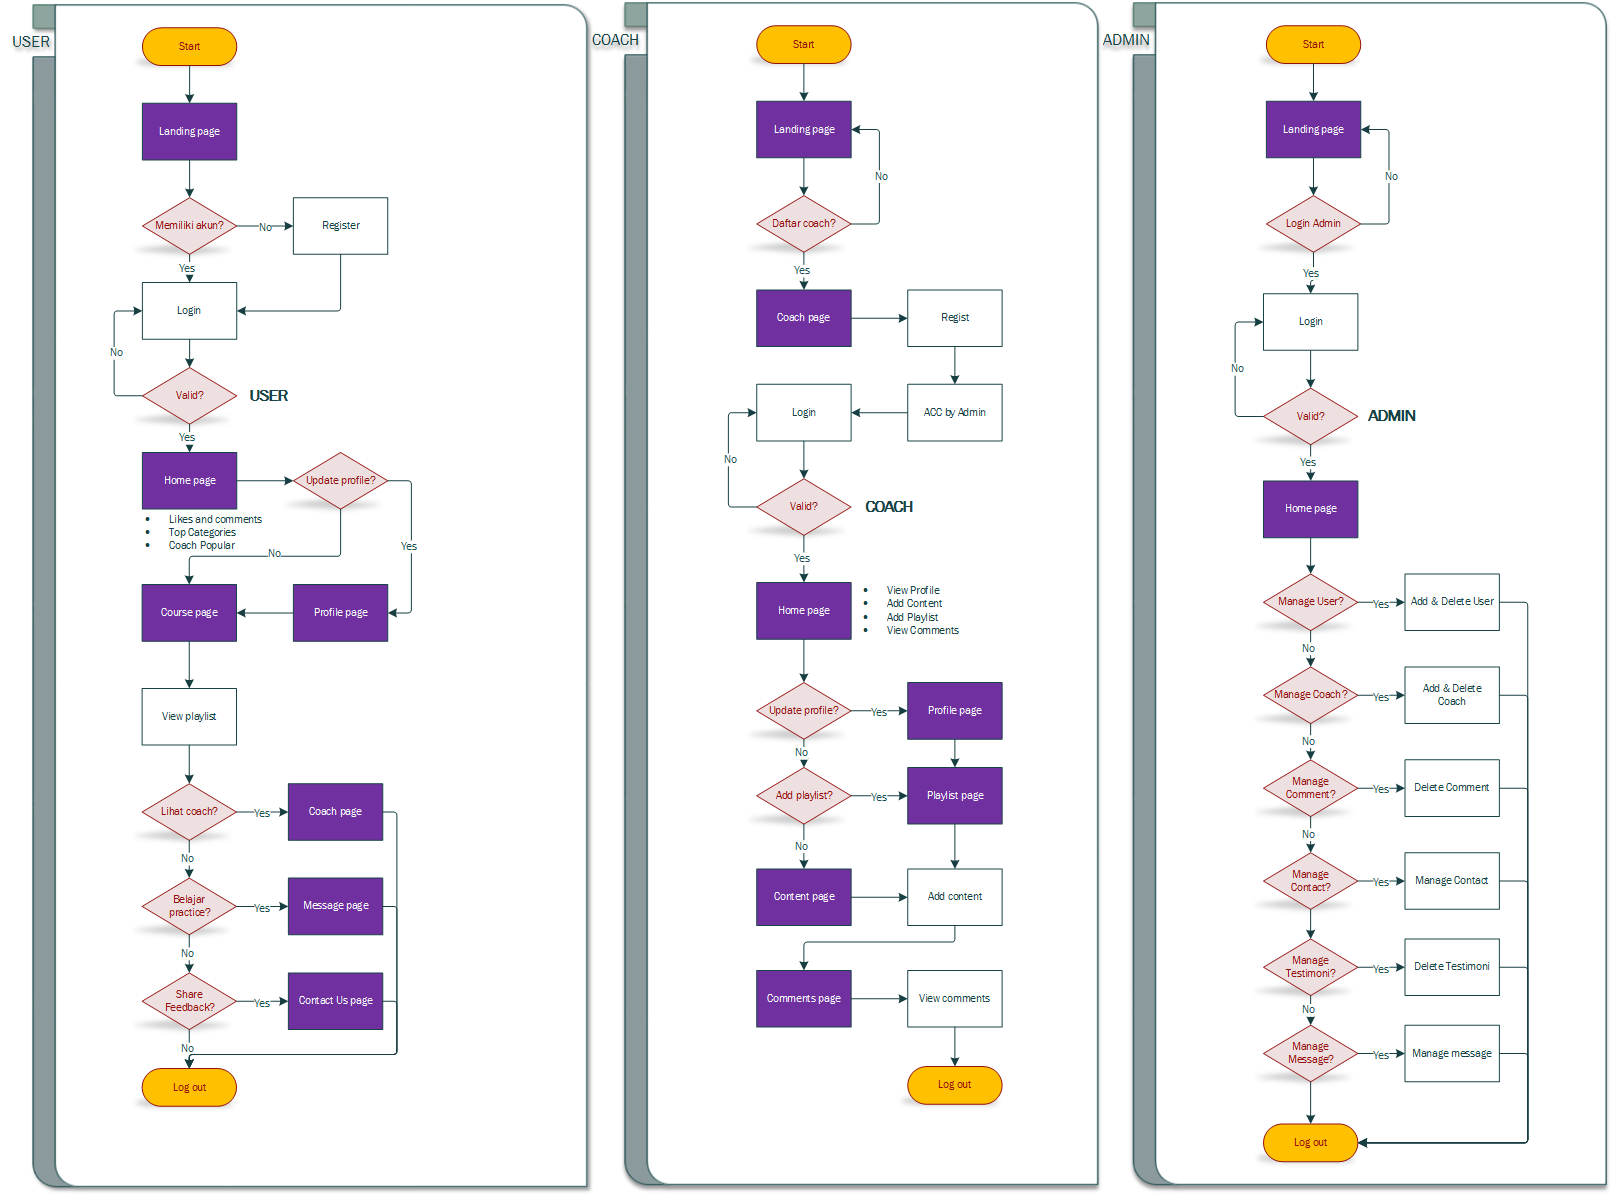 USER
Start
Landing page
Memiliki akun?
No
Register
Yes
Login
No
Valid?
USER
Yes
Home page
Update profile?
• Likes and comments
• Top Categories
• Coach Popular
No
Yes
Course page
Profile page
View playlist
Lihat coach?
Yes
Coach page
No
Belajar
practice?
Yes
Message page
No
Share
Feedback?
Yes
Contact Us page
No
Log out
COACH
Start
Landing page
No
Daftar coach?
Yes
Coach page
Regist
Login
ACC by Admin
No
Valid?
COACH
Yes
Home page
• View Profile
• Add Content
• Add Playlist
• View Comments
Update profile?
Yes
Profile page
No
Add playlist?
Yes
Playlist page
No
Content page
Add content
Comments page
View comments
Log out
ADMIN
Start
Landing page
No
Login Admin
Yes
Login
No
Valid?
ADMIN
Yes
Home page
Manage User?
Yes
Add & Delete User
No
Manage Coach?
Yes
Add & Delete
Coach
No
Manage
Comment?
Yes
Delete Comment
No
Manage
Contact?
Yes
Manage Contact
Manage
Testimoni?
Yes
Delete Testimoni
No
Manage
Message?
Yes
Manage message
Log out